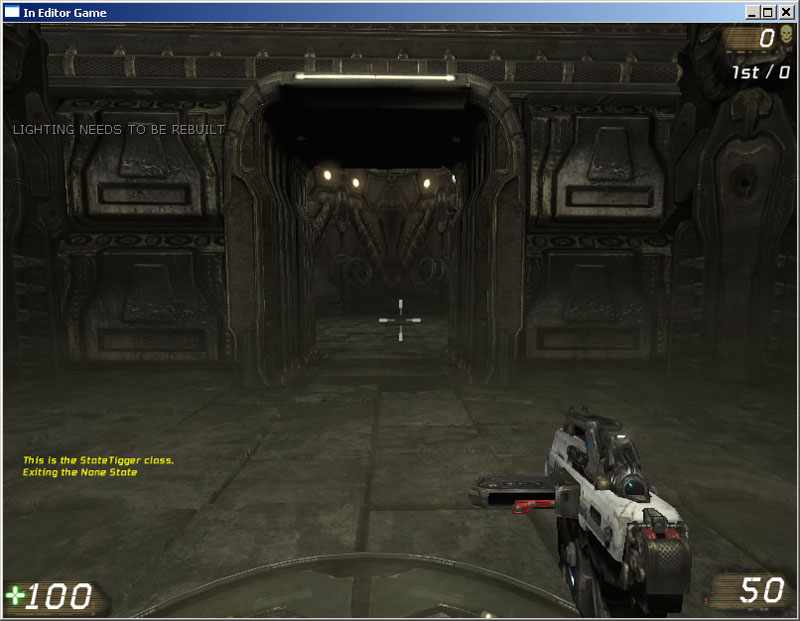 In Editor Game
0
1st / 0
LIGHTING NEEDS TO BE REBUILT
This is the StateTigger class.
Exiting the None State
+100
50